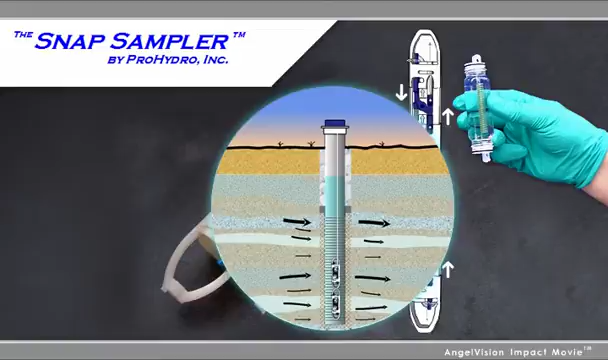 THE SNAP SAMPLER™
BY PROHYDRO, INC.
AngelVision Impact Movie™